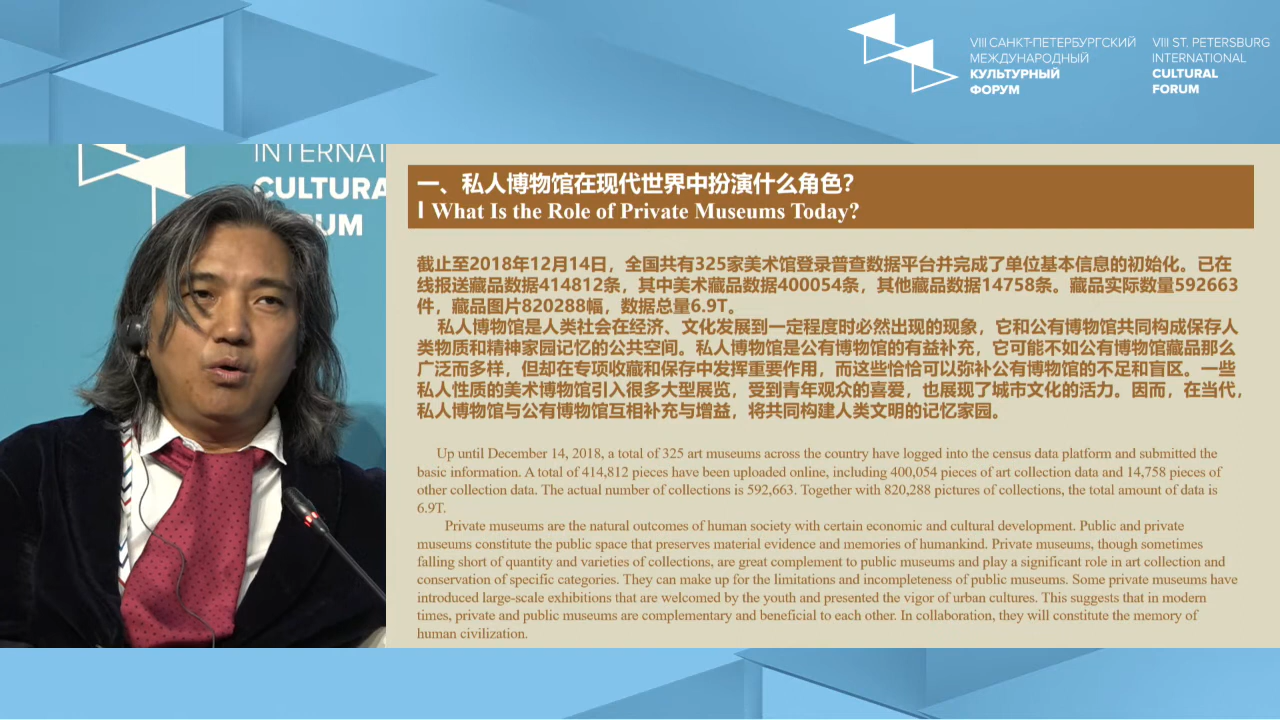 VIII САНКТ-ПЕТЕРБУРГСКИЙ
МЕЖДУНАРОДНЫЙ
КУЛЬТУРНЫЙ
ФОРУМ
VIII ST. PETERSBURG
INTERNATIONAL
CULTURAL
FORUM
INTERNAT
CULTURA
UM
一、私人博物馆在现代世界中扮演什么角色？
I What Is the Role of Private Museums Today?
截止至2018年12月14日，全国共有325家美术馆登录普查数据平台并完成了单位基本信息的初始化。已在
线报送藏品数据414812条，其中美术藏品数据400054条，其他藏品数据14758条。藏品实际数量592663
件，藏品图片820288幅，数据总量6.9T。
私人博物馆是人类社会在经济、文化发展到一定程度时必然出现的现象，它和公有博物馆共同构成保存人
类物质和精神家园记忆的公共空间。私人博物馆是公有博物馆的有益补充，它可能不如公有博物馆藏品那么
广泛而多样，但却在专项收藏和保存中发挥重要作用，而这些恰恰可以弥补公有博物馆的不足和盲区。一些
私人性质的美术博物馆引入很多大型展览，受到青年观众的喜爱，也展现了城市文化的活力。因而，在当代，
私人博物馆与公有博物馆互相补充与增益，将共同构建人类文明的记忆家园。
Up until December 14, 2018, a total of 325 art museums across the country have logged into the census data platform and submitted the
basic information. A total of 414,812 pieces have been uploaded online, including 400,054 pieces of art collection data and 14,758 pieces of
other collection data. The actual number of collections is 592,663. Together with 820,288 pictures of collections, the total amount of data is
6.9T.
Private museums are the natural outcomes of human society with certain economic and cultural development. Public and private
museums constitute the public space that preserves material evidence and memories of humankind. Private museums, though sometimes
falling short of quantity and varieties of collections, are great complement to public museums and play a significant role in art collection and
conservation of specific categories. They can make up for the limitations and incompleteness of public museums. Some private museums have
introduced large-scale exhibitions that are welcomed by the youth and presented the vigor of urban cultures. This suggests that in modern
times, private and public museums are complementary and beneficial to each other. In collaboration, they will constitute the memory of
human civilization.